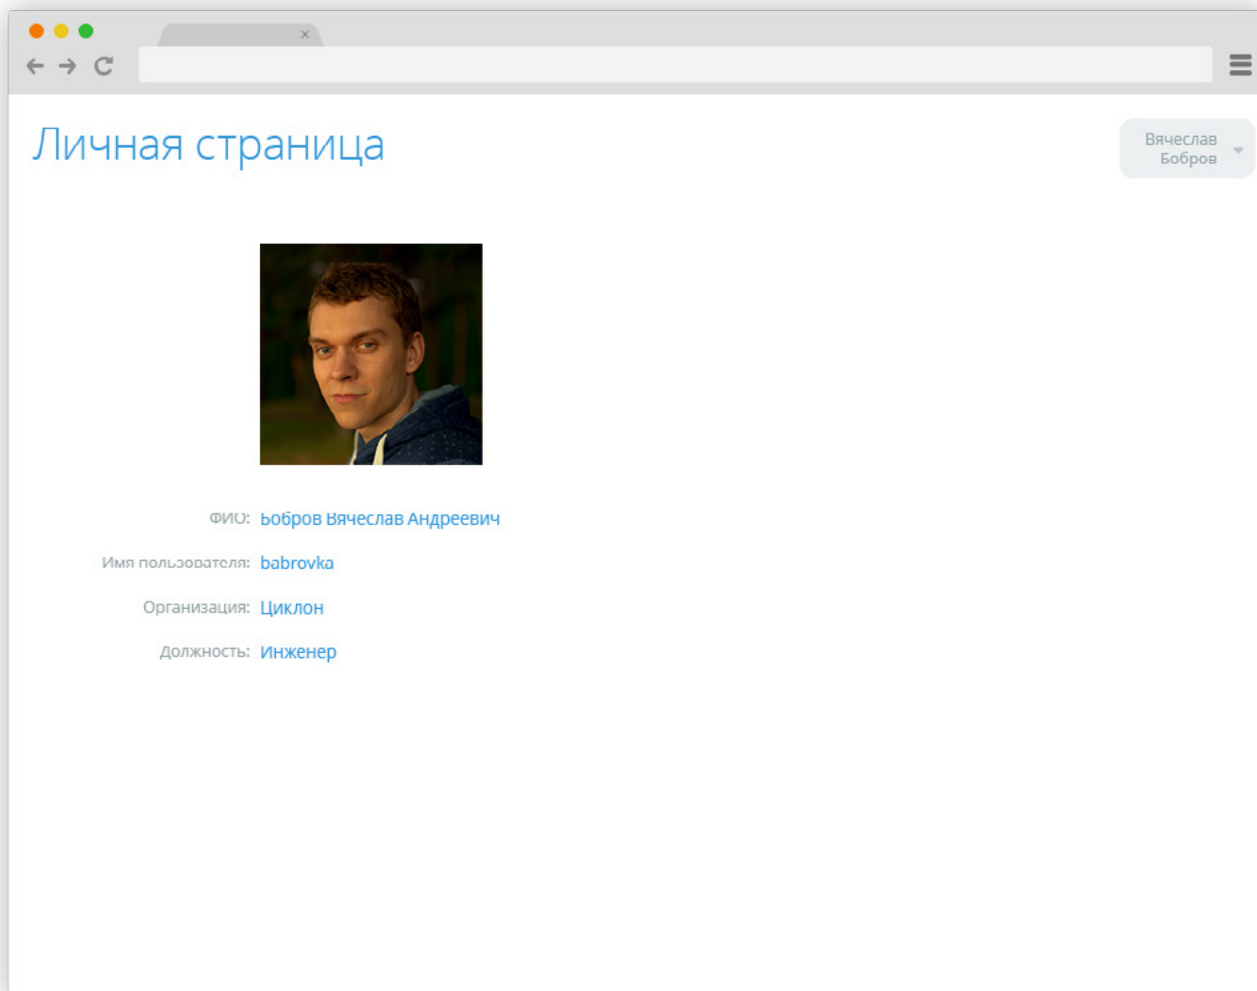 Личная страница
Вячеслав
Бобров
ФИО: Бобров Вячеслав Андреевич
Имя пользователя: babrovka
Организация: Циклон
Должность: Инженер